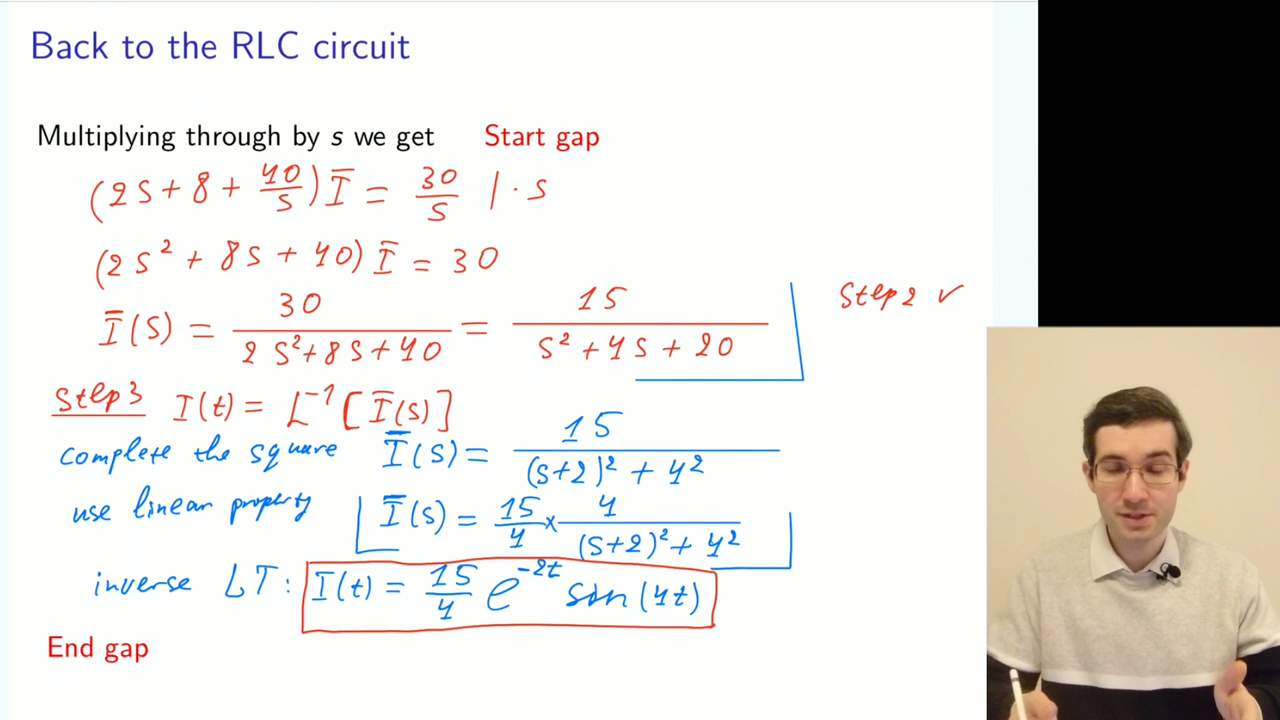 Back to the RLC circuit
Multiplying through by s we get Start gap
(2s + 8 + 40/s) Ī = 30/s | · s
(2s² + 8s + 40) Ī = 30
Ī(s) = 30/(2s² + 8s + 40) = 15/(s² + 4s + 20) Step 2 ✓
Step 3 I(t) = L⁻¹[Ī(s)]
complete the square Ī(s) = 15/((s+2)² + 4²)
use linear property Ī(s) = 15/4 × 4/((s+2)² + 4²)
inverse LT: I(t) = 15/4 e^(-2t) sin(4t)
End gap